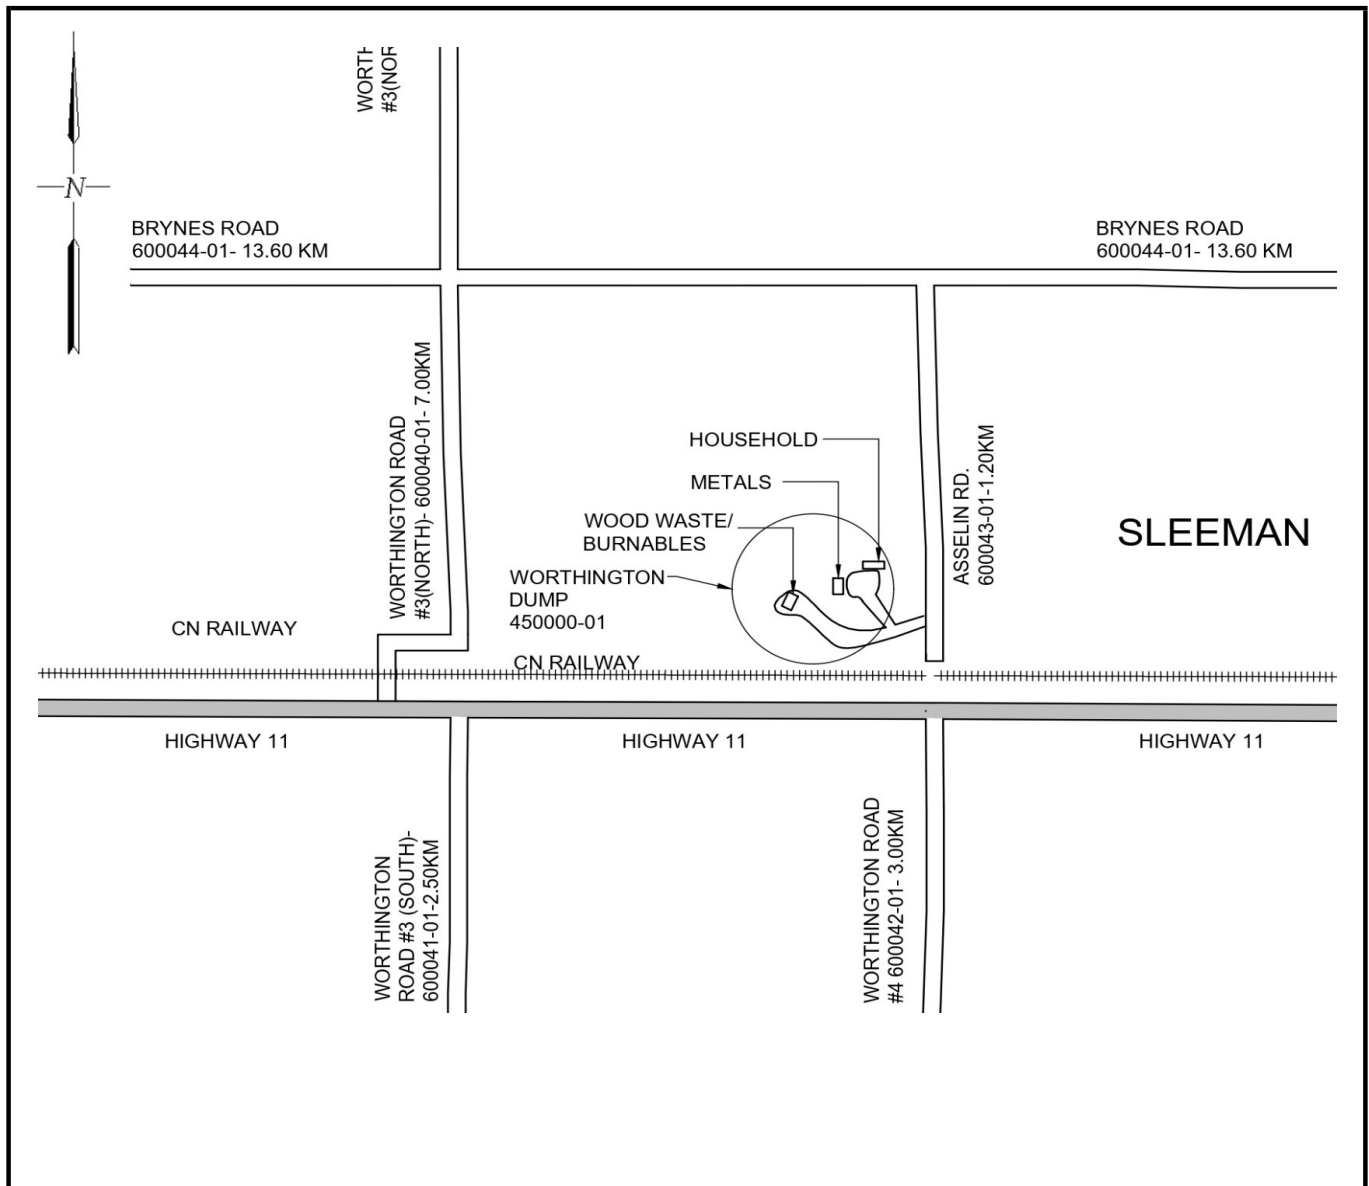 WORTH
#3(NOR
N
BRYNES ROAD
600044-01- 13.60 KM
BRYNES ROAD
600044-01- 13.60 KM
WORTHINGTON ROAD
#3(NORTH)- 600040-01- 7.00KM
HOUSEHOLD
METALS
WOOD WASTE/
BURNABLES
WORTHINGTON
DUMP
450000-01
ASSELIN RD.
600043-01-1.20KM
SLEEMAN
CN RAILWAY
CN RAILWAY
HIGHWAY 11
HIGHWAY 11
HIGHWAY 11
WORTHINGTON
ROAD #3 (SOUTH)-
600041-01-2.50KM
WORTHINGTON ROAD
#4 600042-01- 3.00KM